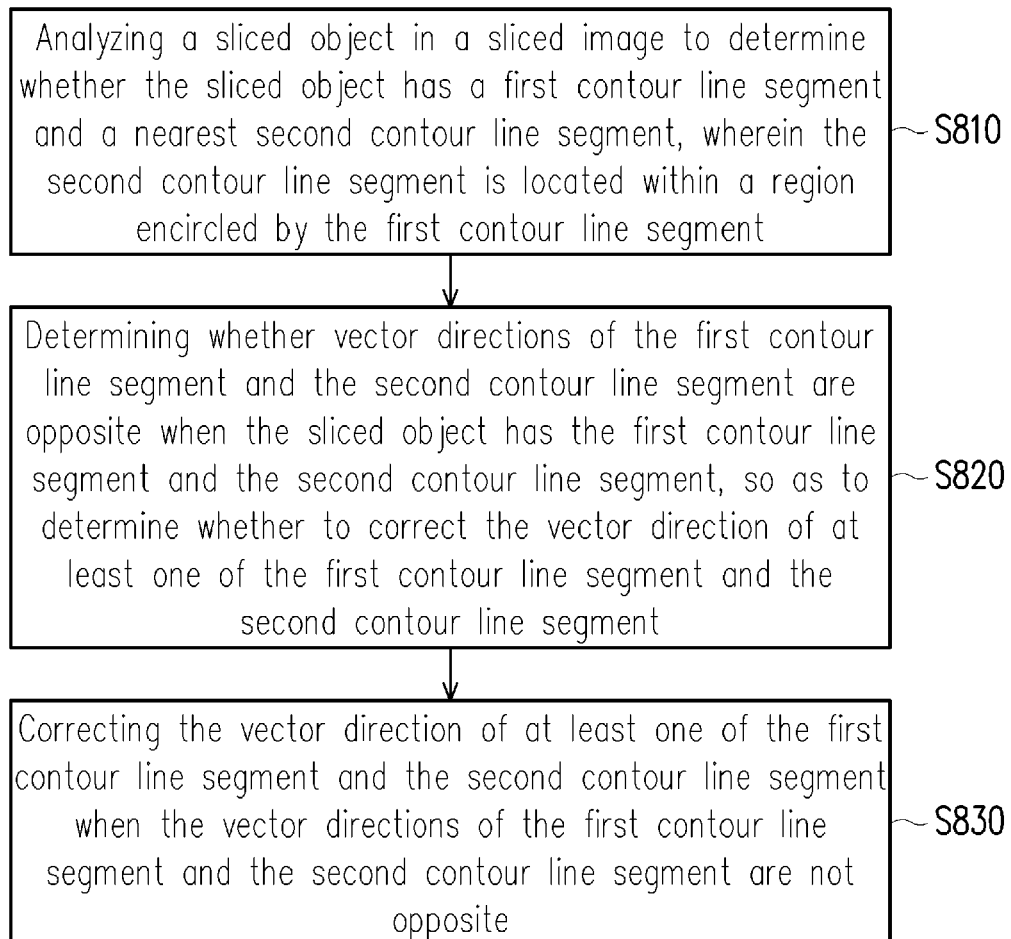 Analyzing a sliced object in a sliced image to determine
whether the sliced object has a first contour line segment
and a nearest second contour line segment, wherein the
second contour line segment is located within a region
encircled by the first contour line segment
S810
Determining whether vector directions of the first contour
line segment and the second contour line segment are
opposite when the sliced object has the first contour line
segment and the second contour line segment, so as to
determine whether to correct the vector direction of at
least one of the first contour line segment and the
second contour line segment
S820
Correcting the vector direction of at least one of the first
contour line segment and the second contour line segment
when the vector directions of the first contour line
segment and the second contour line segment are not
opposite
S830